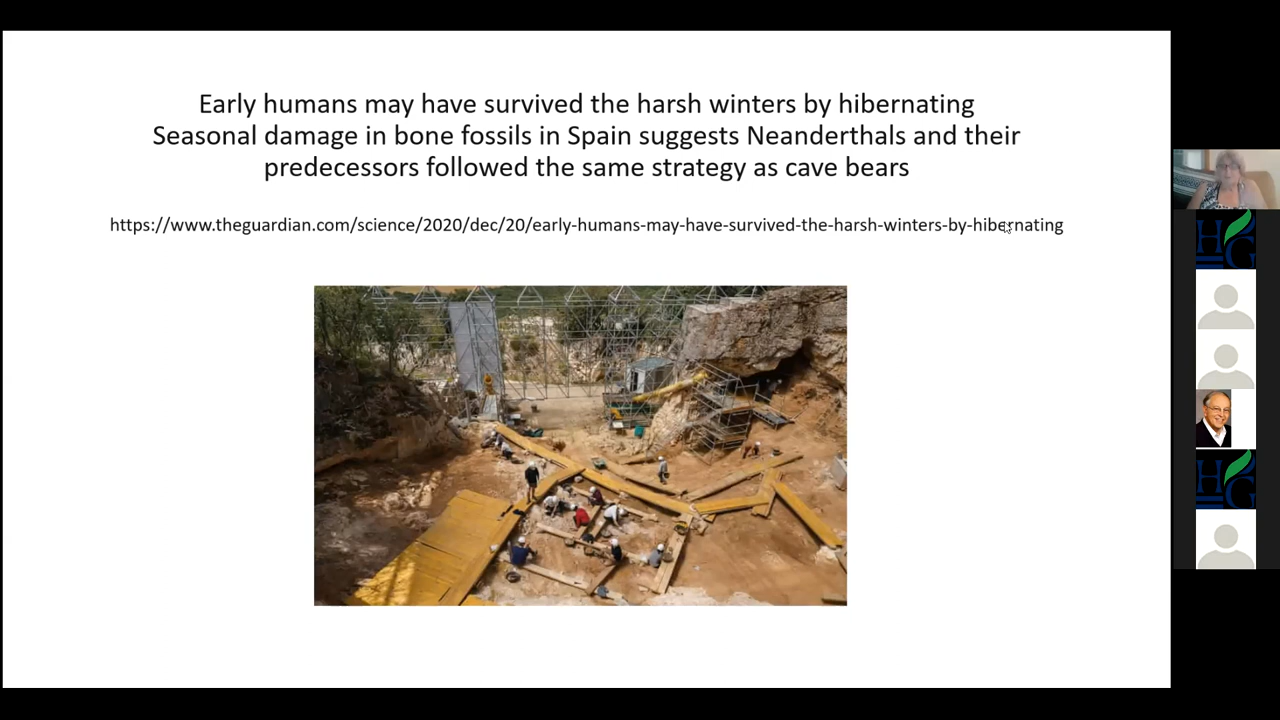 Early humans may have survived the harsh winters by hibernating
Seasonal damage in bone fossils in Spain suggests Neanderthals and their
predecessors followed the same strategy as cave bears
https://www.theguardian.com/science/2020/dec/20/early-humans-may-have-survived-the-harsh-winters-by-hibernating
HG
HG